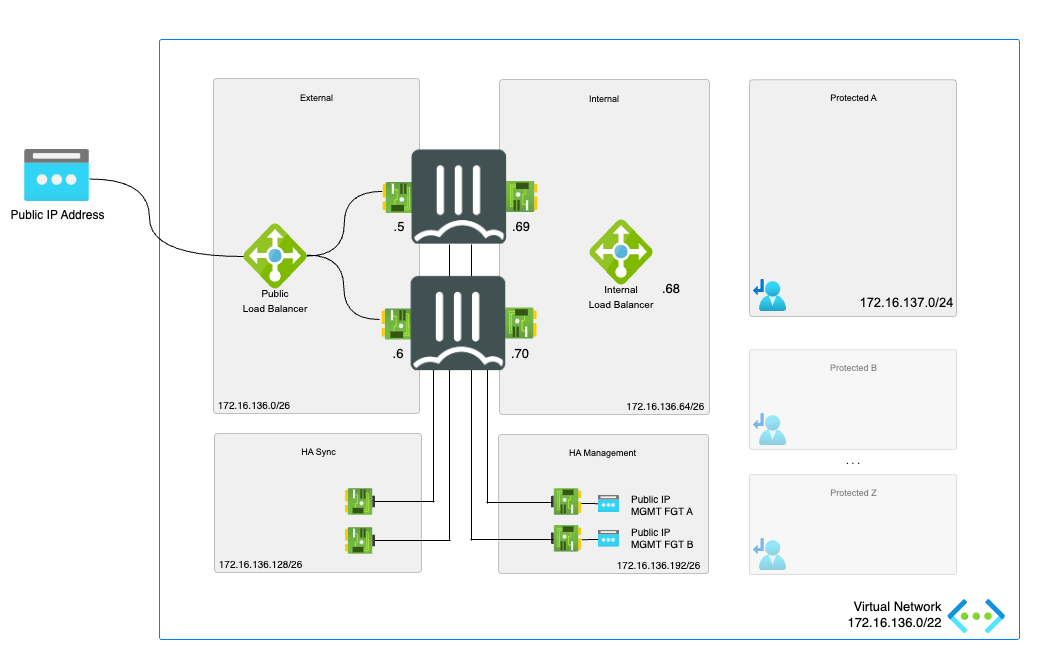 External
Internal
Protected A
Public IP Address
.5
.69
Public
Load Balancer
Internal
Load Balancer
.68
172.16.137.0/24
.6
.70
172.16.136.0/26
172.16.136.64/26
Protected B
...
HA Sync
HA Management
Protected Z
Public IP
MGMT FGT A
Public IP
MGMT FGT B
172.16.136.128/26
172.16.136.192/26
Virtual Network
172.16.136.0/22